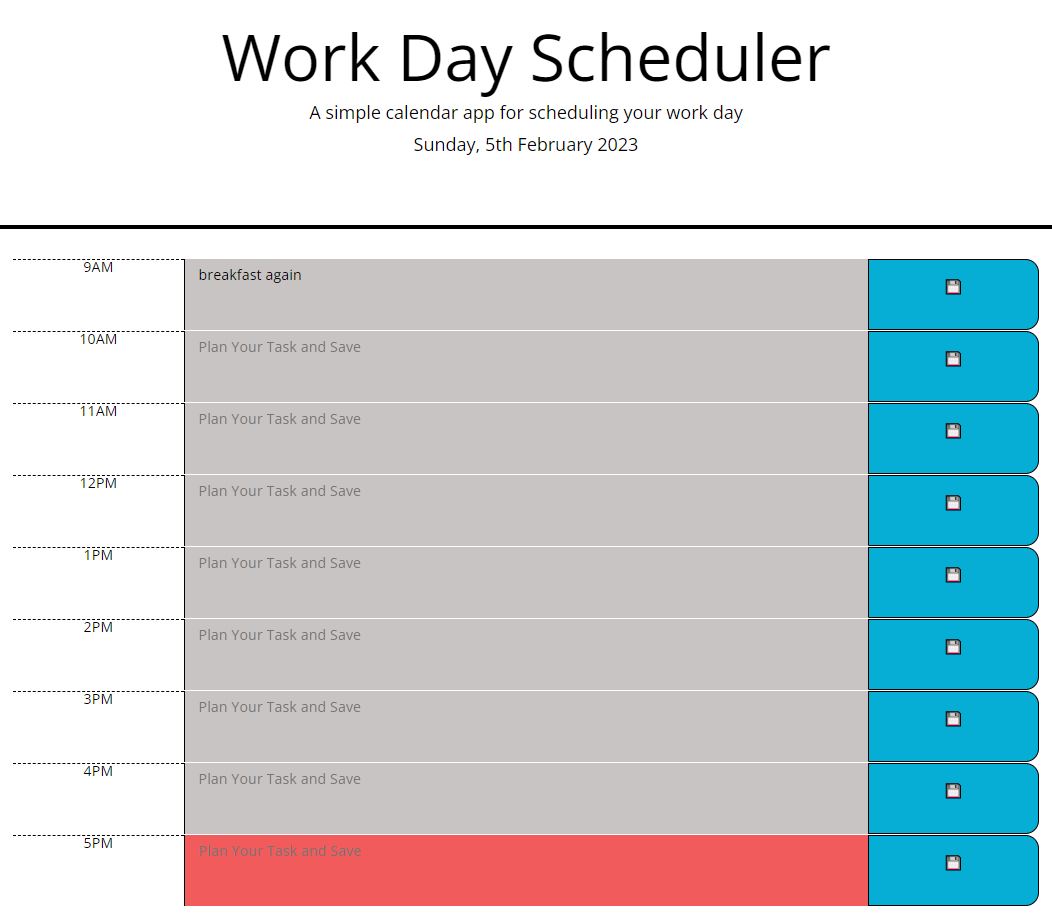 Work Day Scheduler
A simple calendar app for scheduling your work day
Sunday, 5th February 2023
9AM
breakfast again
10AM
Plan Your Task and Save
11AM
Plan Your Task and Save
12PM
Plan Your Task and Save
1PM
Plan Your Task and Save
2PM
Plan Your Task and Save
3PM
Plan Your Task and Save
4PM
Plan Your Task and Save
5PM
Plan Your Task and Save